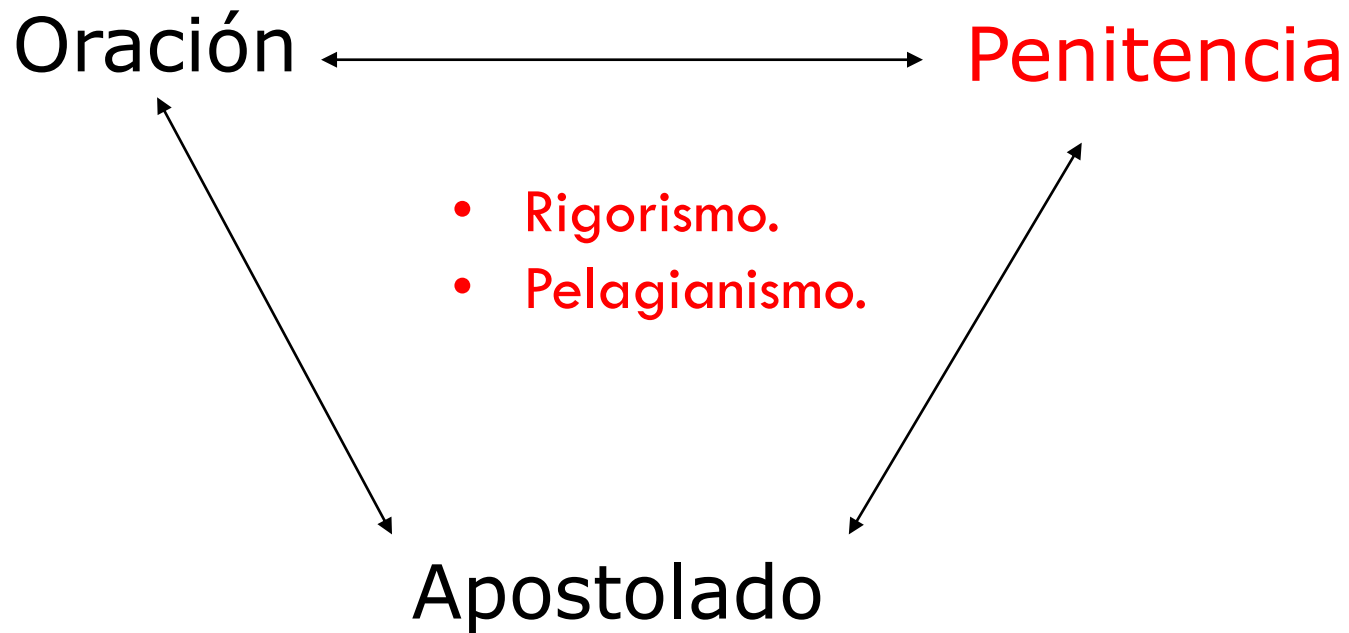 Oración
Penitencia
• Rigorismo.
• Pelagianismo.
Apostolado